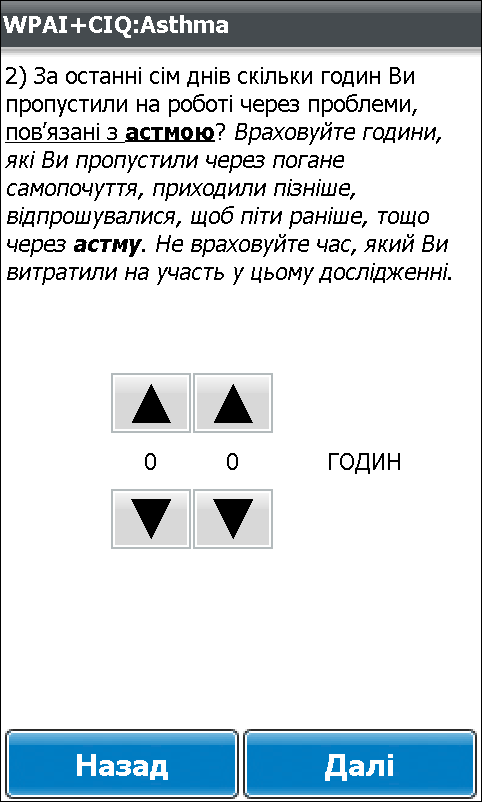 WPAI+CIQ:Asthma
2) За останні сім днів скільки годин Ви
пропустили на роботі через проблеми,
пов’язані з астмою? Враховуйте години,
які Ви пропустили через погане
самопочуття, приходили пізніше,
відпрошувалися, щоб піти раніше, тощо
через астму. Не враховуйте час, який Ви
витратили на участь у цьому дослідженні.
0 0 ГОДИН
Назад Далі